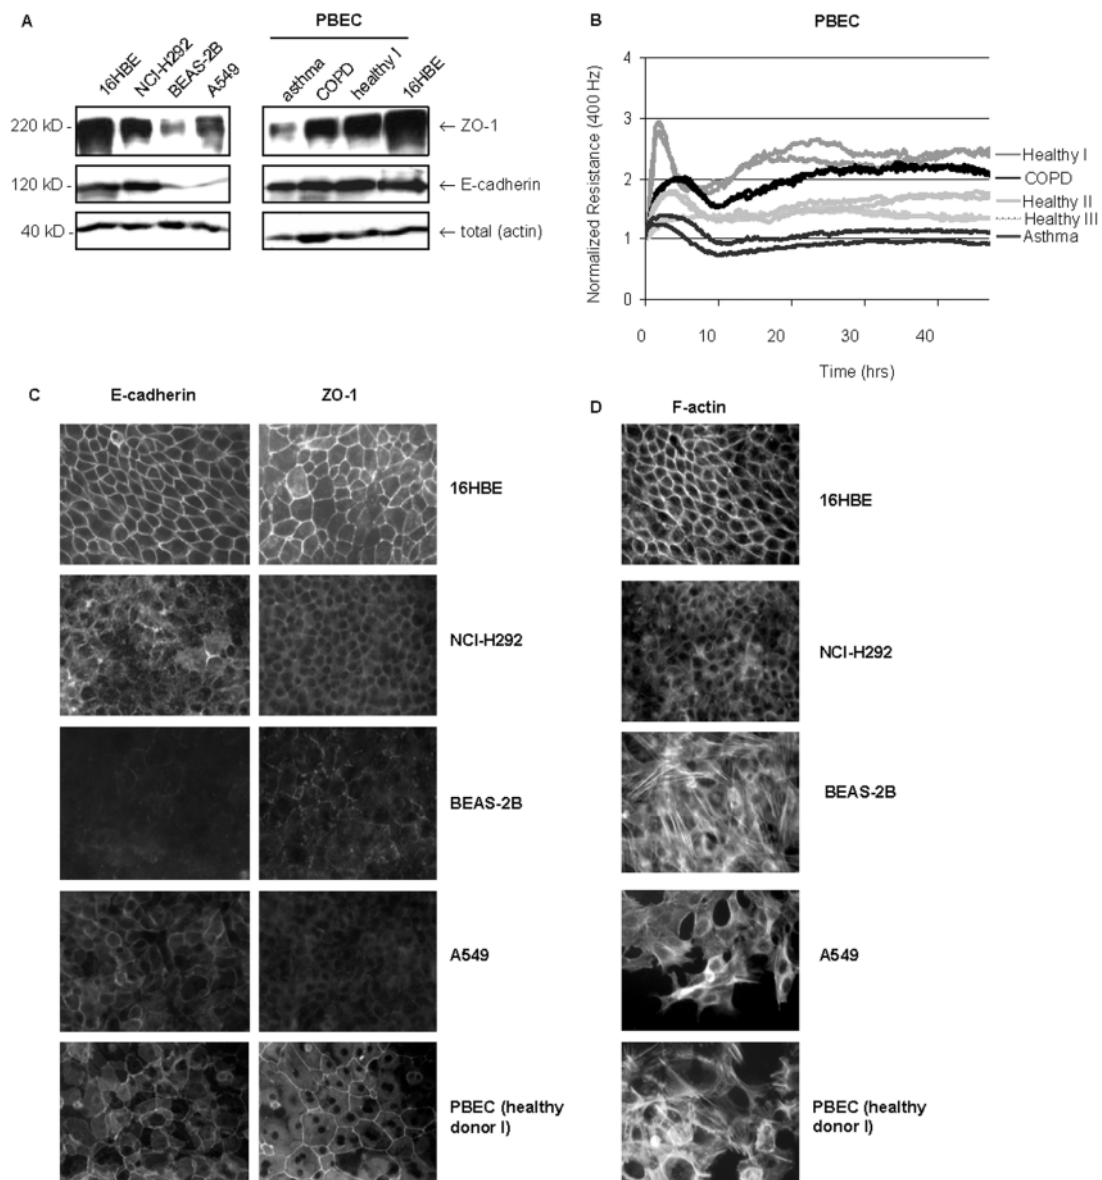 A
PBEC
16HBE
NCI-H292
BEAS-2B
A549
asthma
COPD
healthy I
16HBE
220 kD -
← ZO-1
120 kD -
← E-cadherin
40 kD -
← total (actin)
B
PBEC
Normalized Resistance (400 Hz)
4
3
2
1
0
0 10 20 30 40
Time (hrs)
Healthy I
COPD
Healthy II
Healthy III
Asthma
C
E-cadherin ZO-1
16HBE
NCI-H292
BEAS-2B
A549
PBEC (healthy
donor I)
D
F-actin
16HBE
NCI-H292
BEAS-2B
A549
PBEC (healthy
donor I)